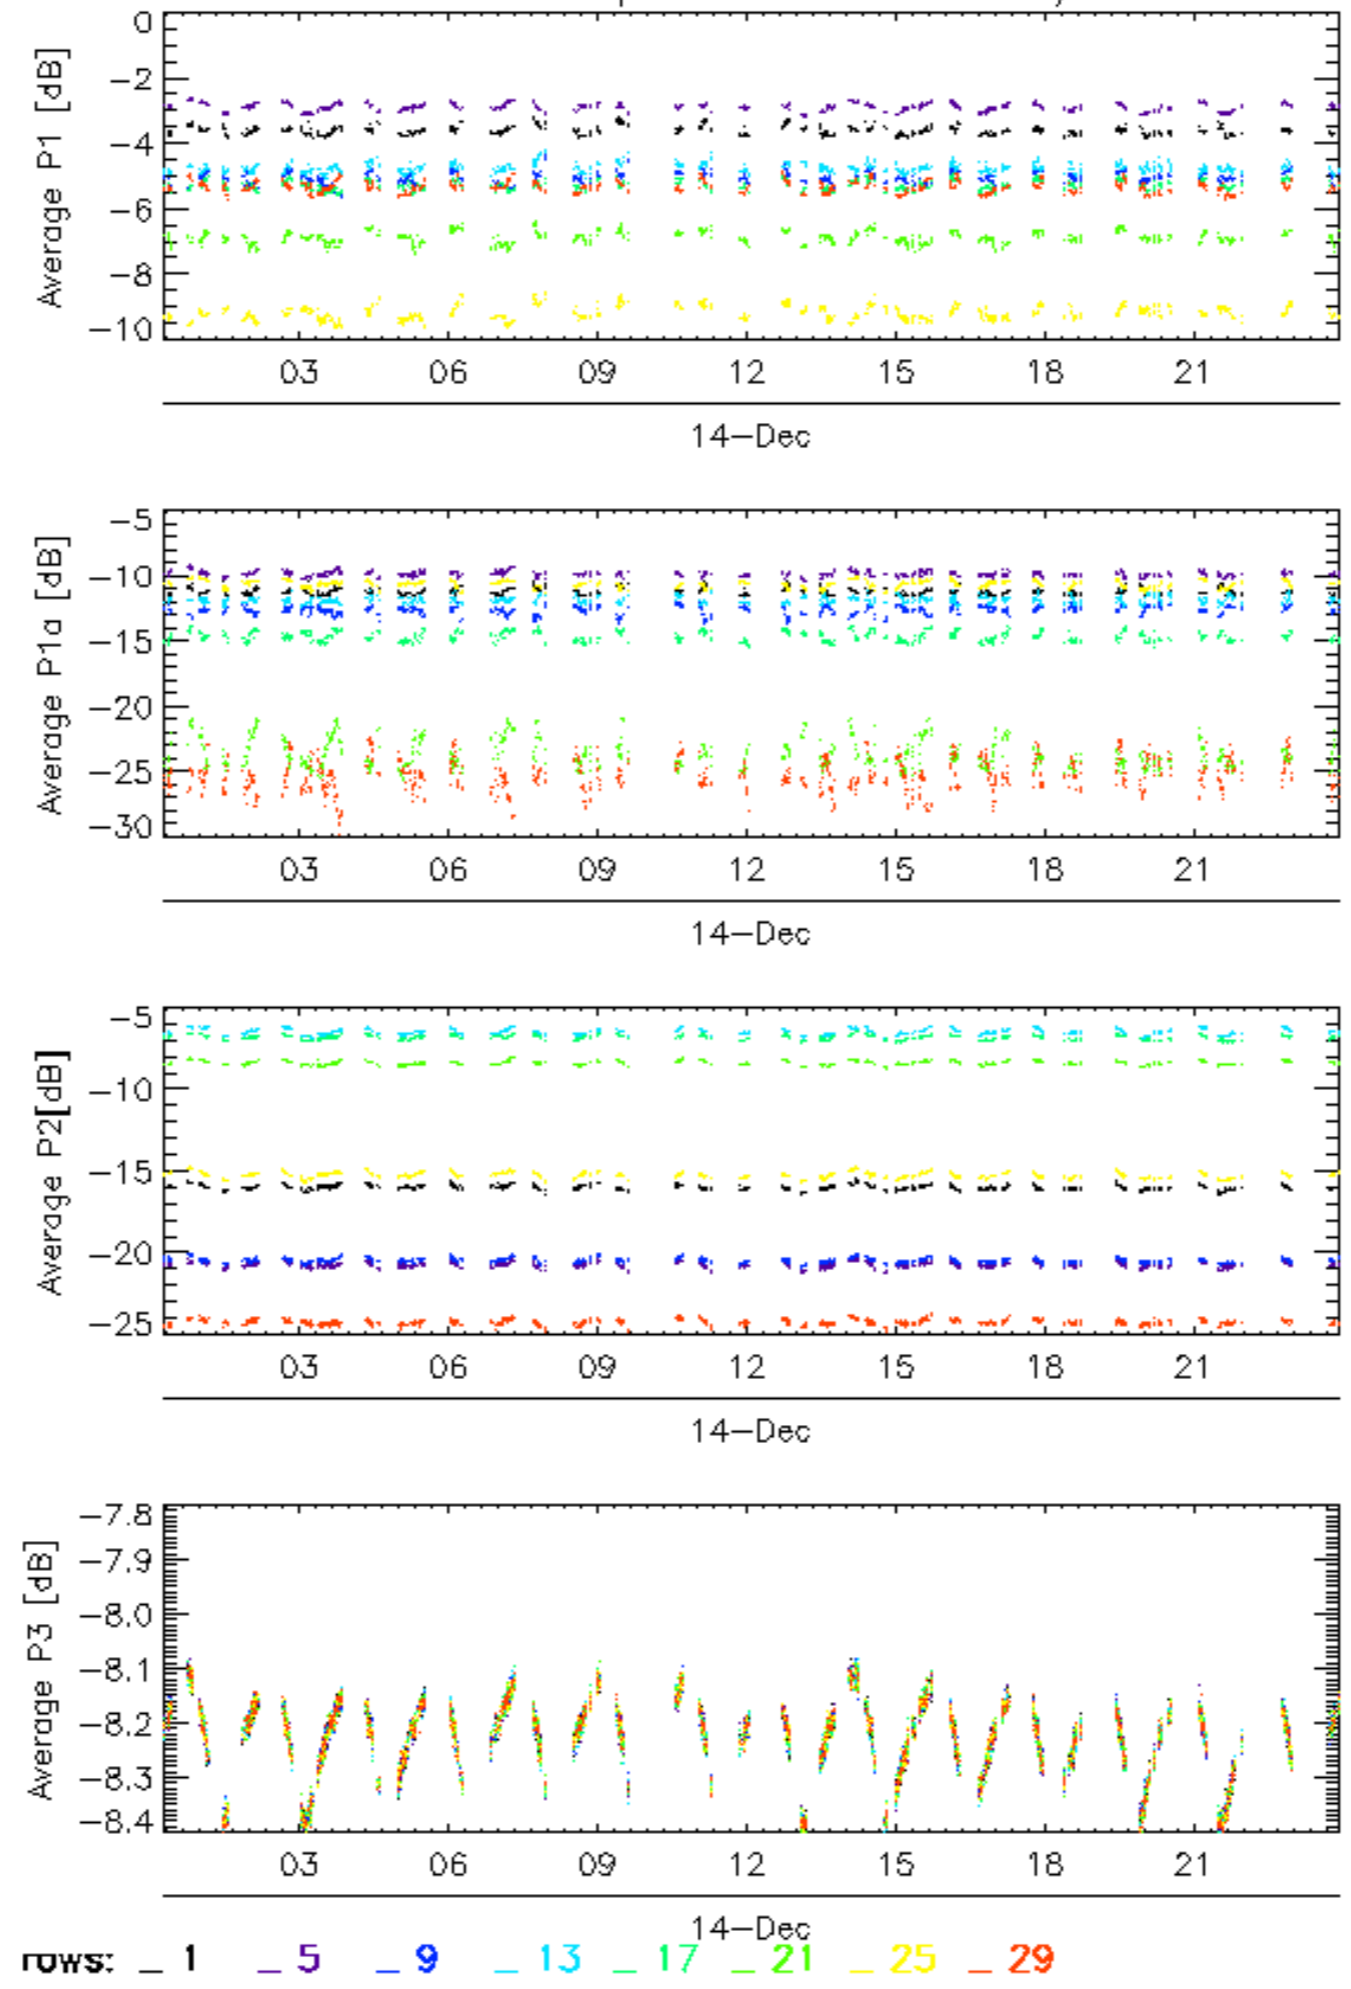 0
−2
−4
−6
−8
−10
Average P1 [dB]
03 06 09 12 15 18 21
14−Dec
−5
−10
−15
−20
−25
−30
Average P1a [dB]
03 06 09 12 15 18 21
14−Dec
−5
−10
−15
−20
−25
Average P2[dB]
03 06 09 12 15 18 21
14−Dec
−7.8
−7.9
−8.0
−8.1
−8.2
−8.3
−8.4
Average P3 [dB]
03 06 09 12 15 18 21
14−Dec
rows: _ 1 _ 5 _ 9 _ 13 _ 17 _ 21 _ 25 _ 29